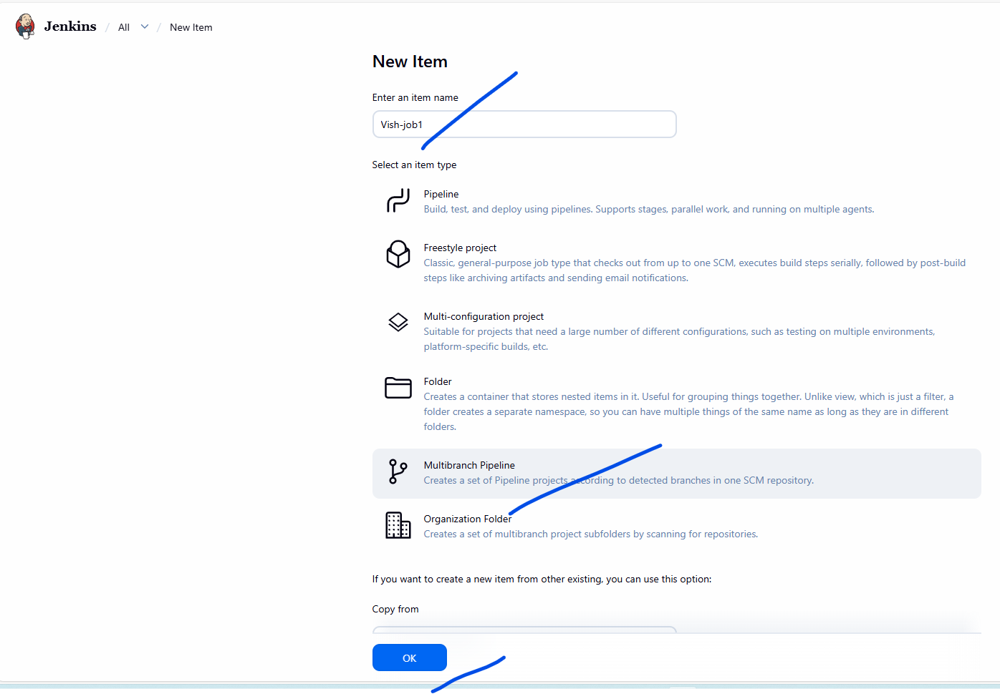 Jenkins / All / New Item
New Item
Enter an item name
Vish-job1
Select an item type
Pipeline
Build, test, and deploy using pipelines. Supports stages, parallel work, and running on multiple agents.
Freestyle project
Classic, general-purpose job type that checks out from up to one SCM, executes build steps serially, followed by post-build
steps like archiving artifacts and sending email notifications.
Multi-configuration project
Suitable for projects that need a large number of different configurations, such as testing on multiple environments,
platform-specific builds, etc.
Folder
Creates a container that stores nested items in it. Useful for grouping things together. Unlike view, which is just a filter, a
folder creates a separate namespace, so you can have multiple things of the same name as long as they are in different
folders.
Multibranch Pipeline
Creates a set of Pipeline projects according to detected branches in one SCM repository.
Organization Folder
Creates a set of multibranch project subfolders by scanning for repositories.
If you want to create a new item from other existing, you can use this option:
Copy from
OK